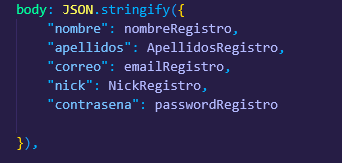 body: JSON.stringify({
"nombre": nombreRegistro,
"apellidos": ApellidosRegistro,
"correo": emailRegistro,
"nick": NickRegistro,
"contrasena": passwordRegistro
}),